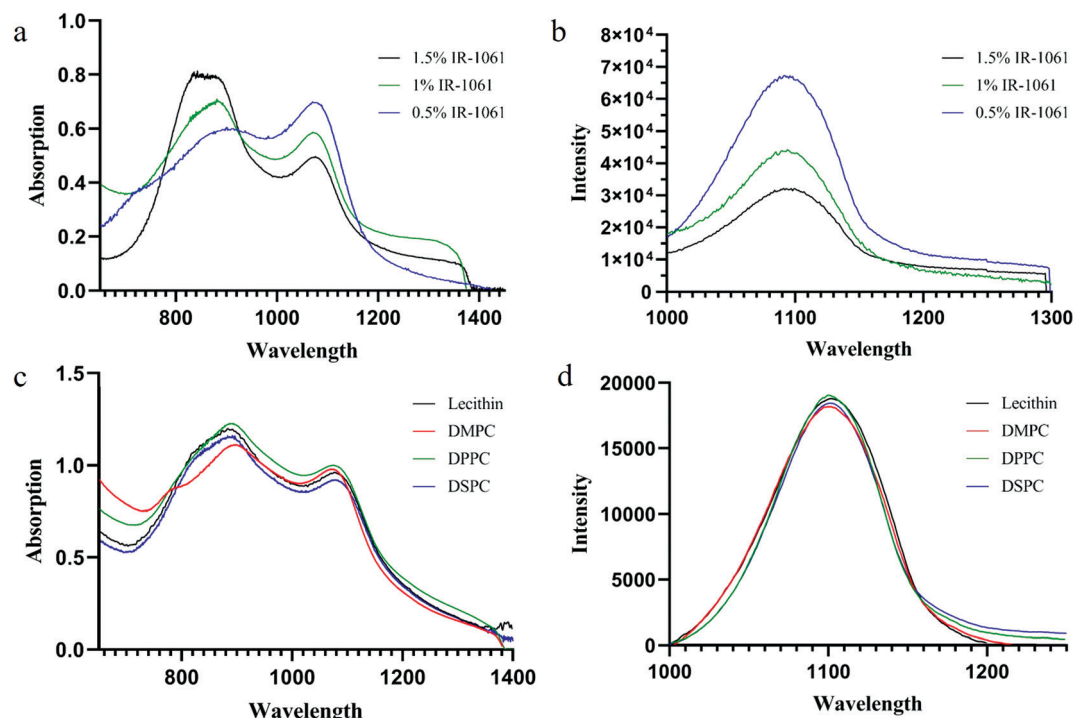 a
1.0
0.8
0.6
0.4
0.2
0.0
Absorption
800 1000 1200 1400
Wavelength
1.5% IR-1061
1% IR-1061
0.5% IR-1061
b
8×10⁴
7×10⁴
6×10⁴
5×10⁴
4×10⁴
3×10⁴
2×10⁴
1×10⁴
0
Intensity
1000 1100 1200 1300
Wavelength
1.5% IR-1061
1% IR-1061
0.5% IR-1061
c
1.5
1.0
0.5
0.0
Absorption
800 1000 1200 1400
Wavelength
Lecithin
DMPC
DPPC
DSPC
d
20000
15000
10000
5000
0
Intensity
1000 1100 1200
Wavelength
Lecithin
DMPC
DPPC
DSPC